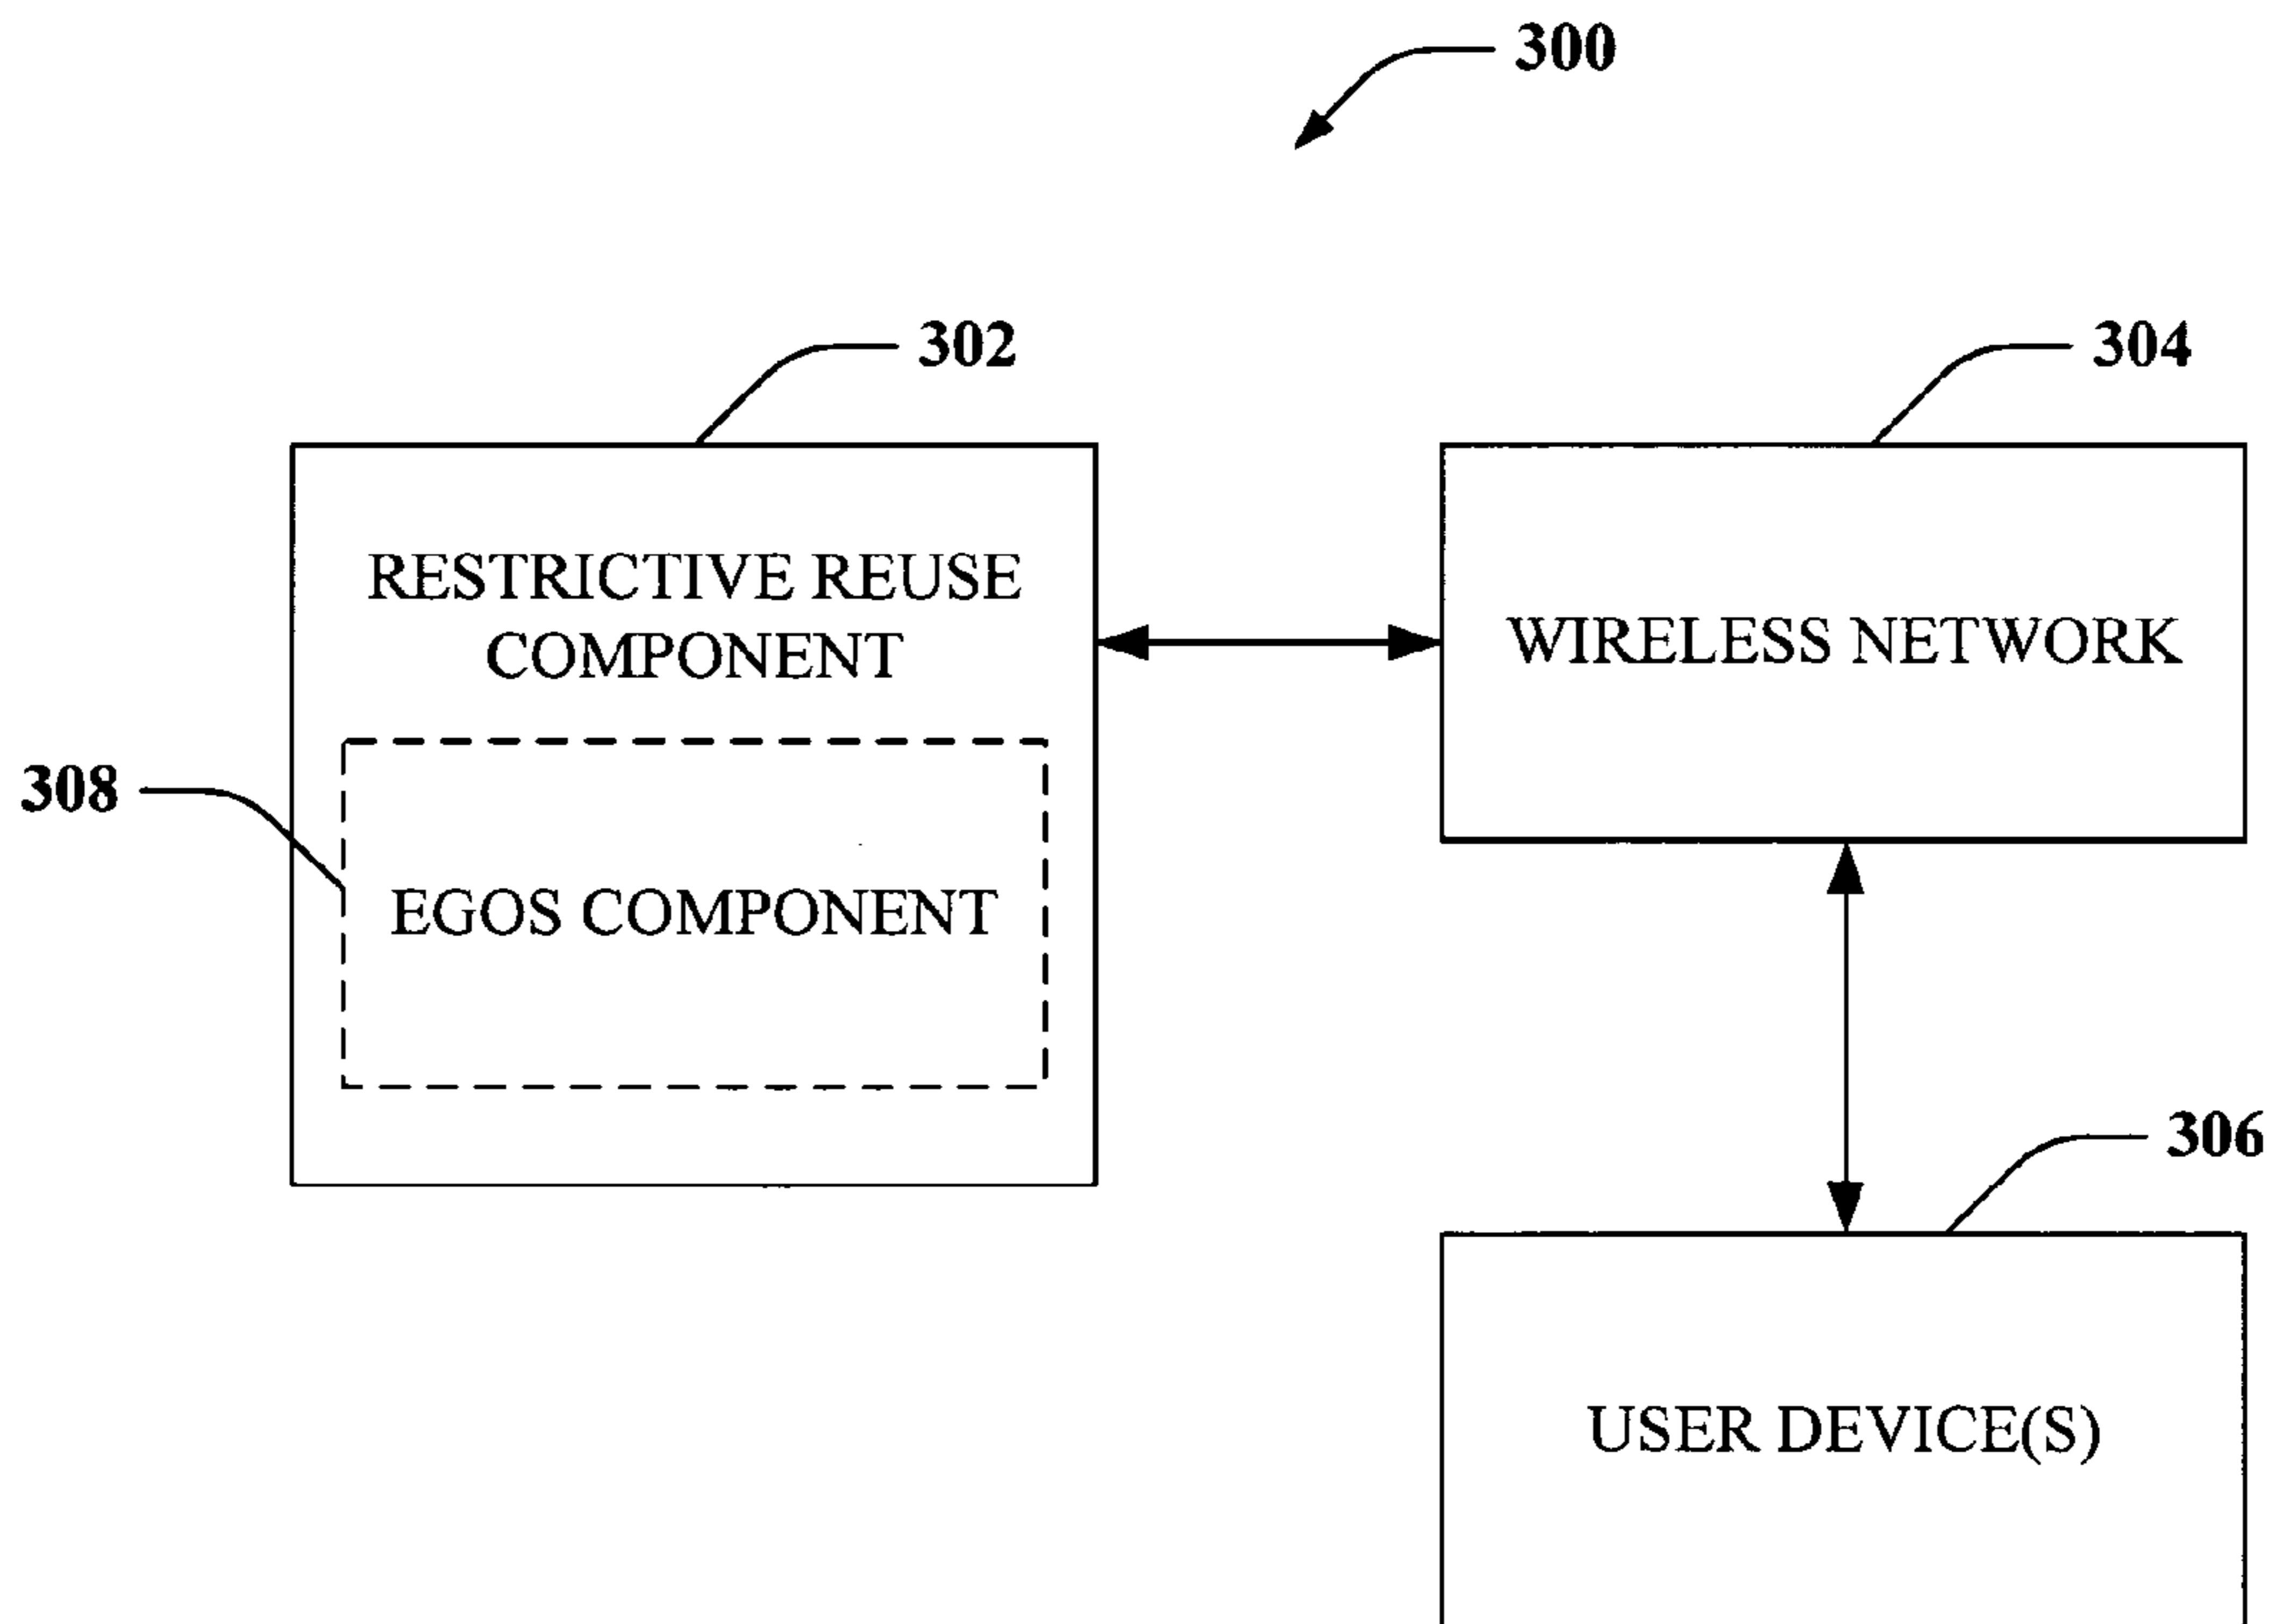 300
302
304
RESTRICTIVE REUSE
COMPONENT
WIRELESS NETWORK
308
EGOS COMPONENT
306
USER DEVICE(S)